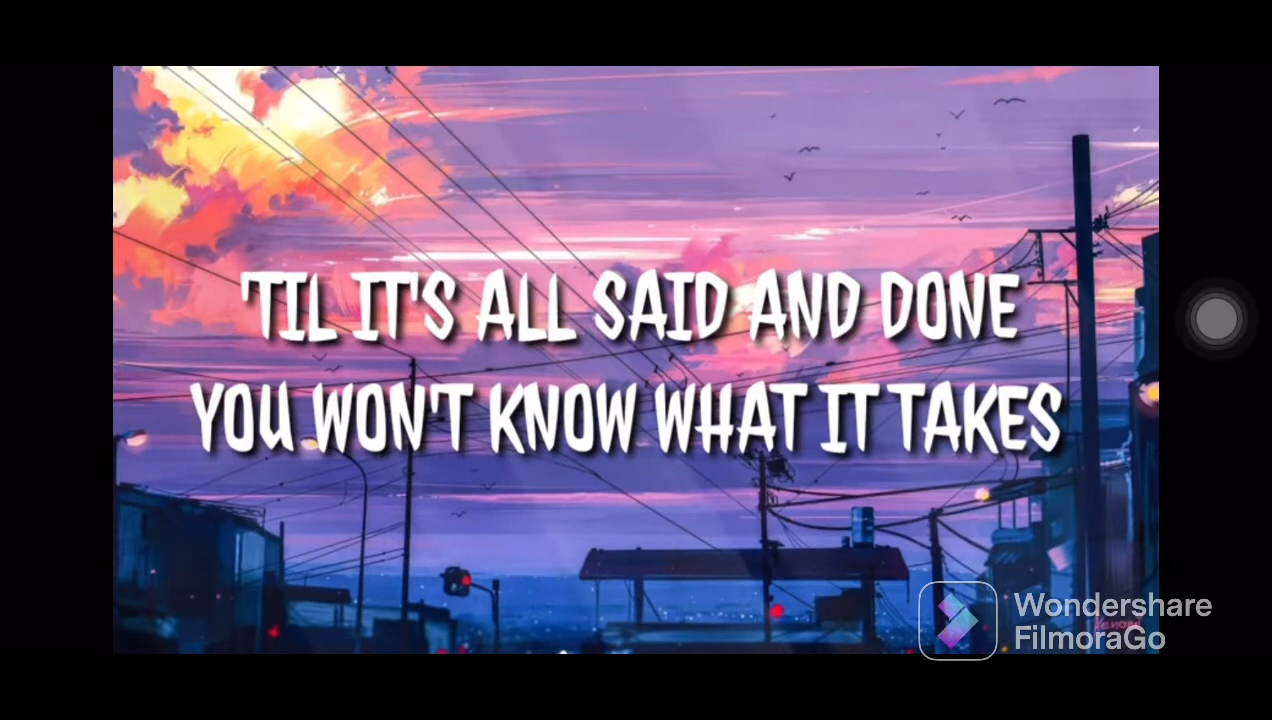 'TIL IT'S ALL SAID AND DONE
YOU WON'T KNOW WHAT IT TAKES
Wondershare
FilmoraGo